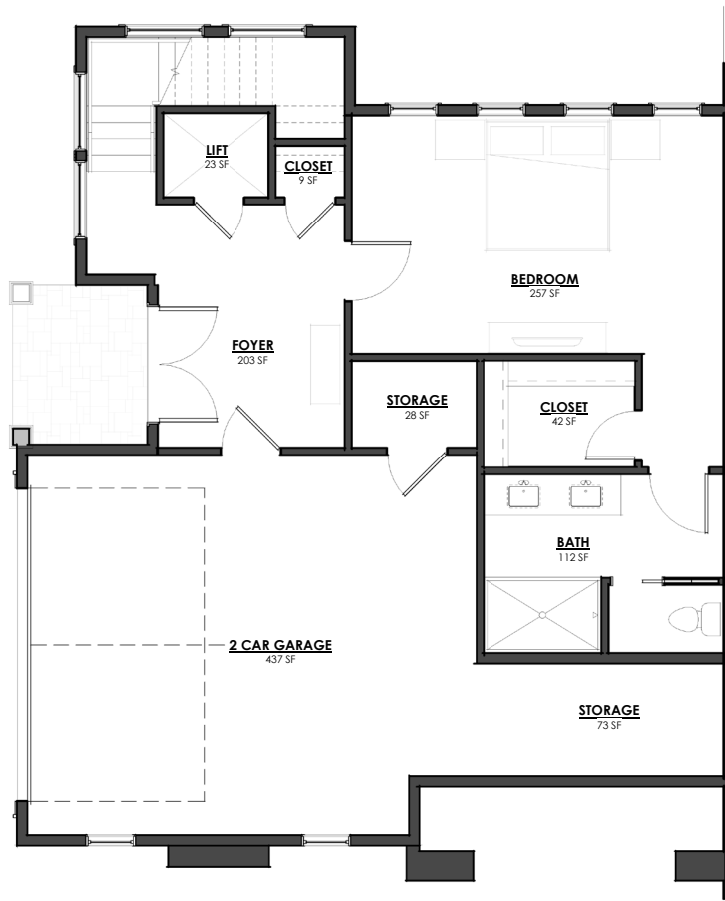 LIFT
23 SF
CLOSET
9 SF
BEDROOM
257 SF
FOYER
203 SF
STORAGE
28 SF
CLOSET
42 SF
BATH
112 SF
2 CAR GARAGE
437 SF
STORAGE
73 SF